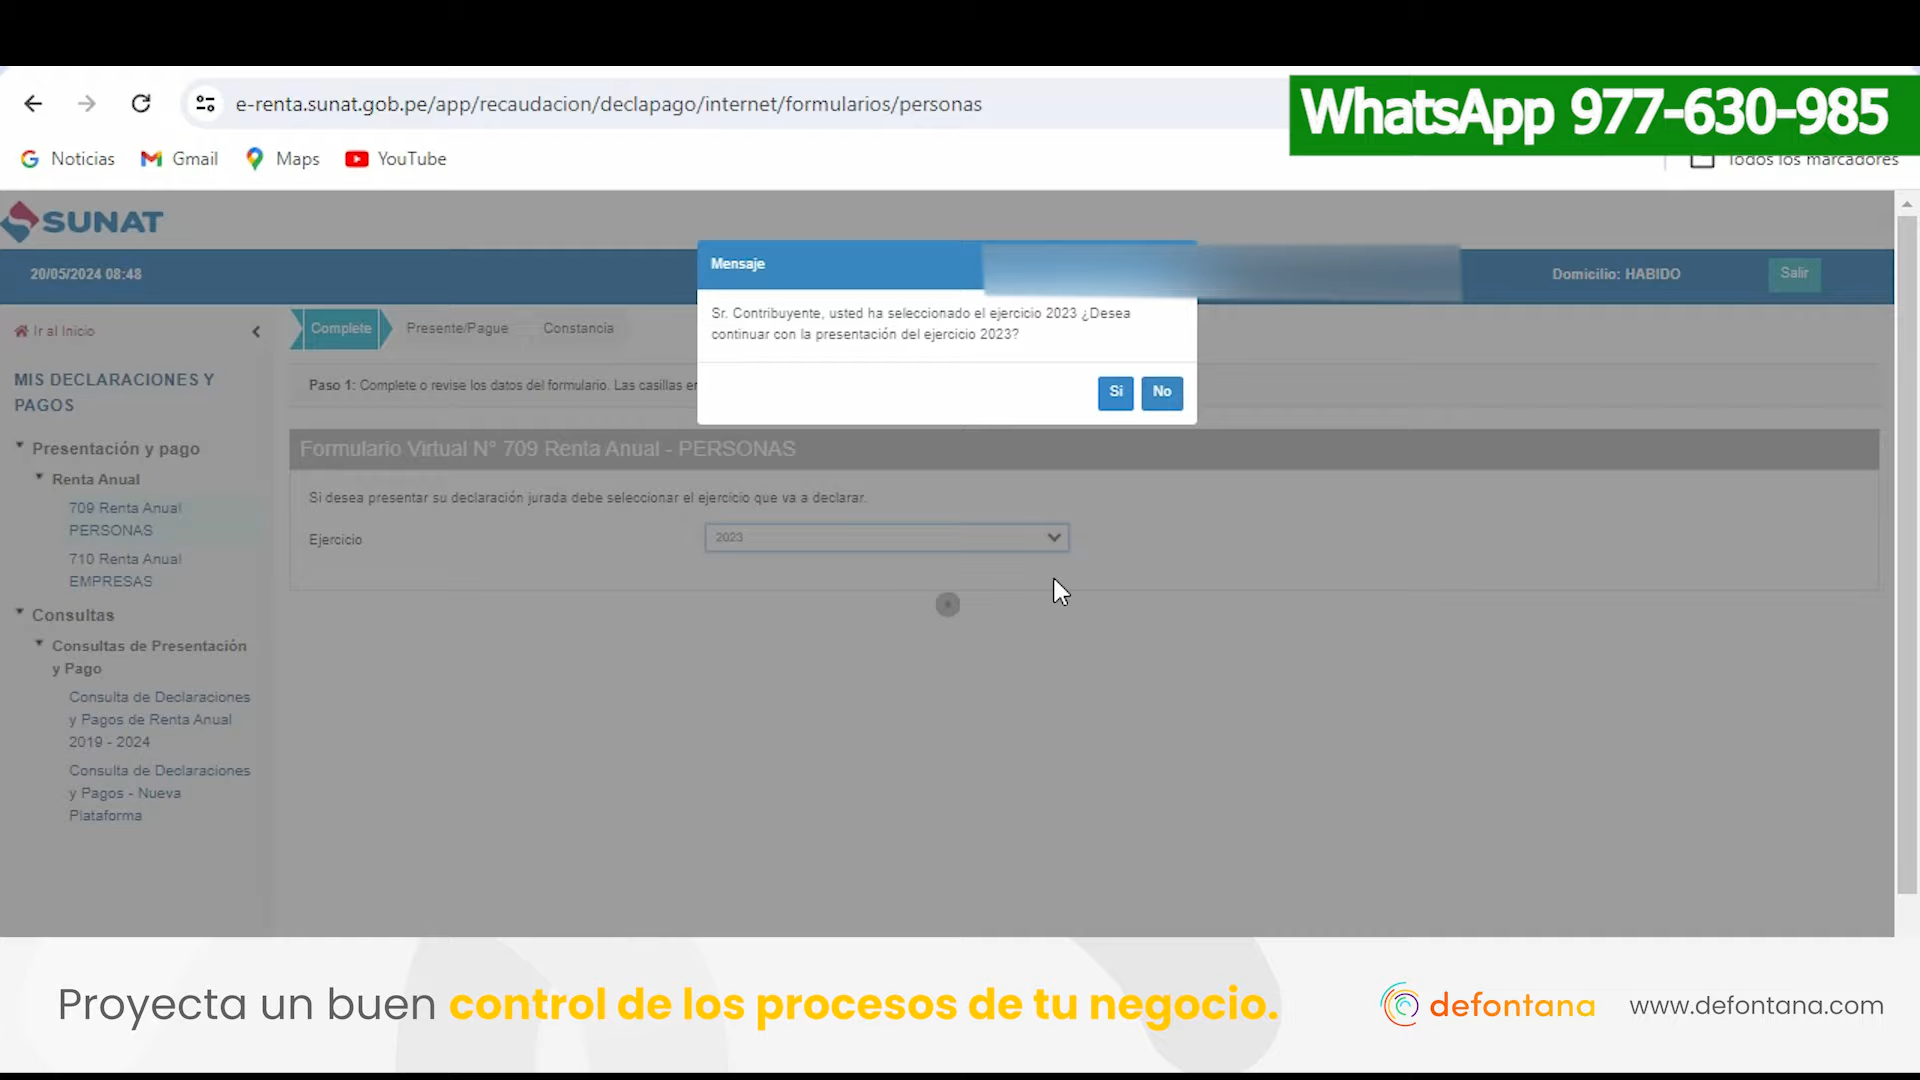 e-renta.sunat.gob.pe/app/recaudacion/declapago/internet/formularios/personas
WhatsApp 977-630-985
Noticias
Gmail
Maps
YouTube
Todos los marcadores
SUNAT
20/05/2024 08:48
Mensaje
Domicilio: HABIDO
Salir
Sr. Contribuyente, usted ha seleccionado el ejercicio 2023 ¿Desea
continuar con la presentación del ejercicio 2023?
Si
No
Ir al Inicio
Complete
Presente/Pague
Constancia
Paso 1: Complete o revise los datos del formulario. Las casillas
MIS DECLARACIONES Y
PAGOS
Presentación y pago
Renta Anual
709 Renta Anual
PERSONAS
710 Renta Anual
EMPRESAS
Consultas
Consultas de Presentación
y Pago
Consulta de Declaraciones
y Pagos de Renta Anual
2019 - 2024
Consulta de Declaraciones
y Pagos - Nueva
Plataforma
Formulario Virtual N° 709 Renta Anual - PERSONAS
Si desea presentar su declaración jurada debe seleccionar el ejercicio que va a declarar.
Ejercicio
2023
Proyecta un buen control de los procesos de tu negocio.
defontana
www.defontana.com